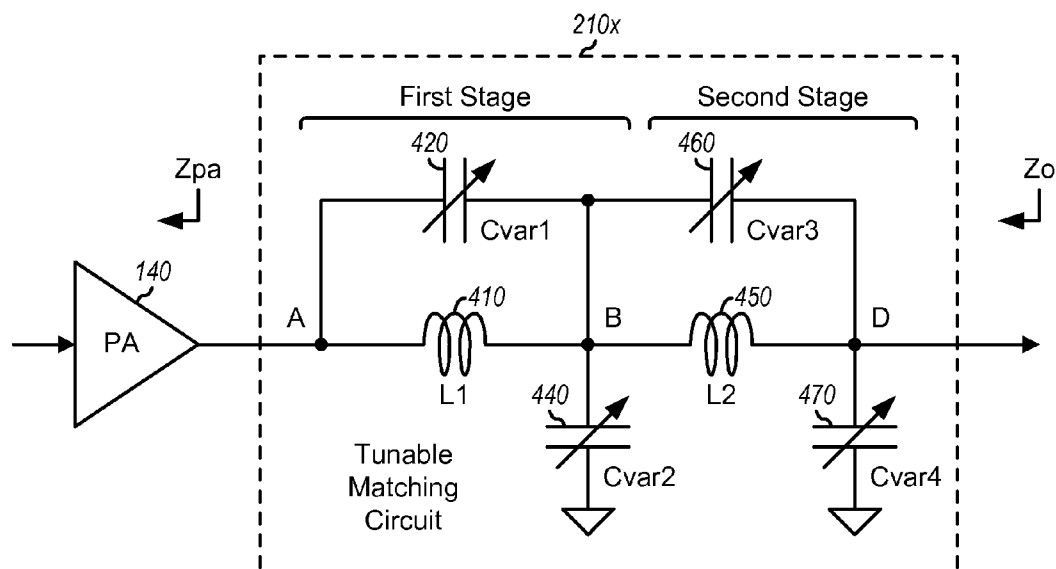 210x
First Stage
Second Stage
420
460
Zpa
Zo
Cvar1
Cvar3
140
410
450
A
B
D
PA
L1
440
L2
470
Tunable
Matching
Circuit
Cvar2
Cvar4